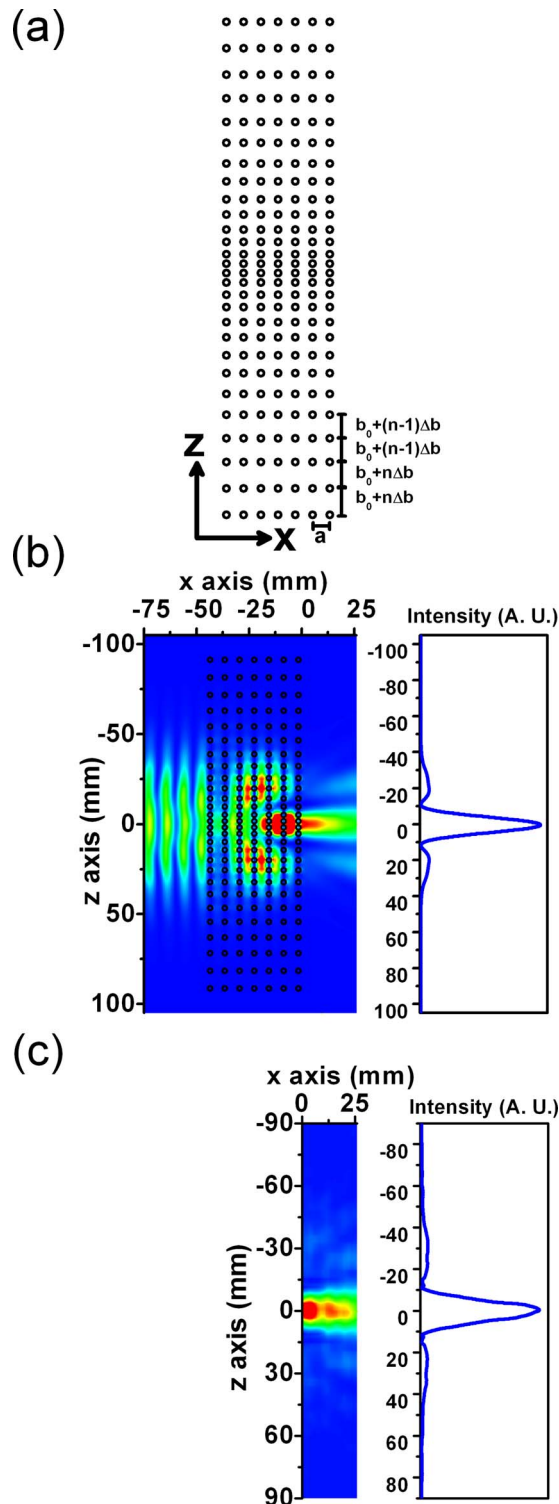 (a)
b₀+(n-1)Δb
b₀+(n-1)Δb
b₀+nΔb
b₀+nΔb
z
x
a
(b)
x axis (mm)
-75 -50 -25 0 25
Intensity (A. U.)
z axis (mm)
-100
-50
0
50
100
-100
-80
-60
-40
-20
0
20
40
60
80
100
(c)
x axis (mm)
0 25
Intensity (A. U.)
z axis (mm)
-90
-60
-30
0
30
60
90
-80
-60
-40
-20
0
20
40
60
80